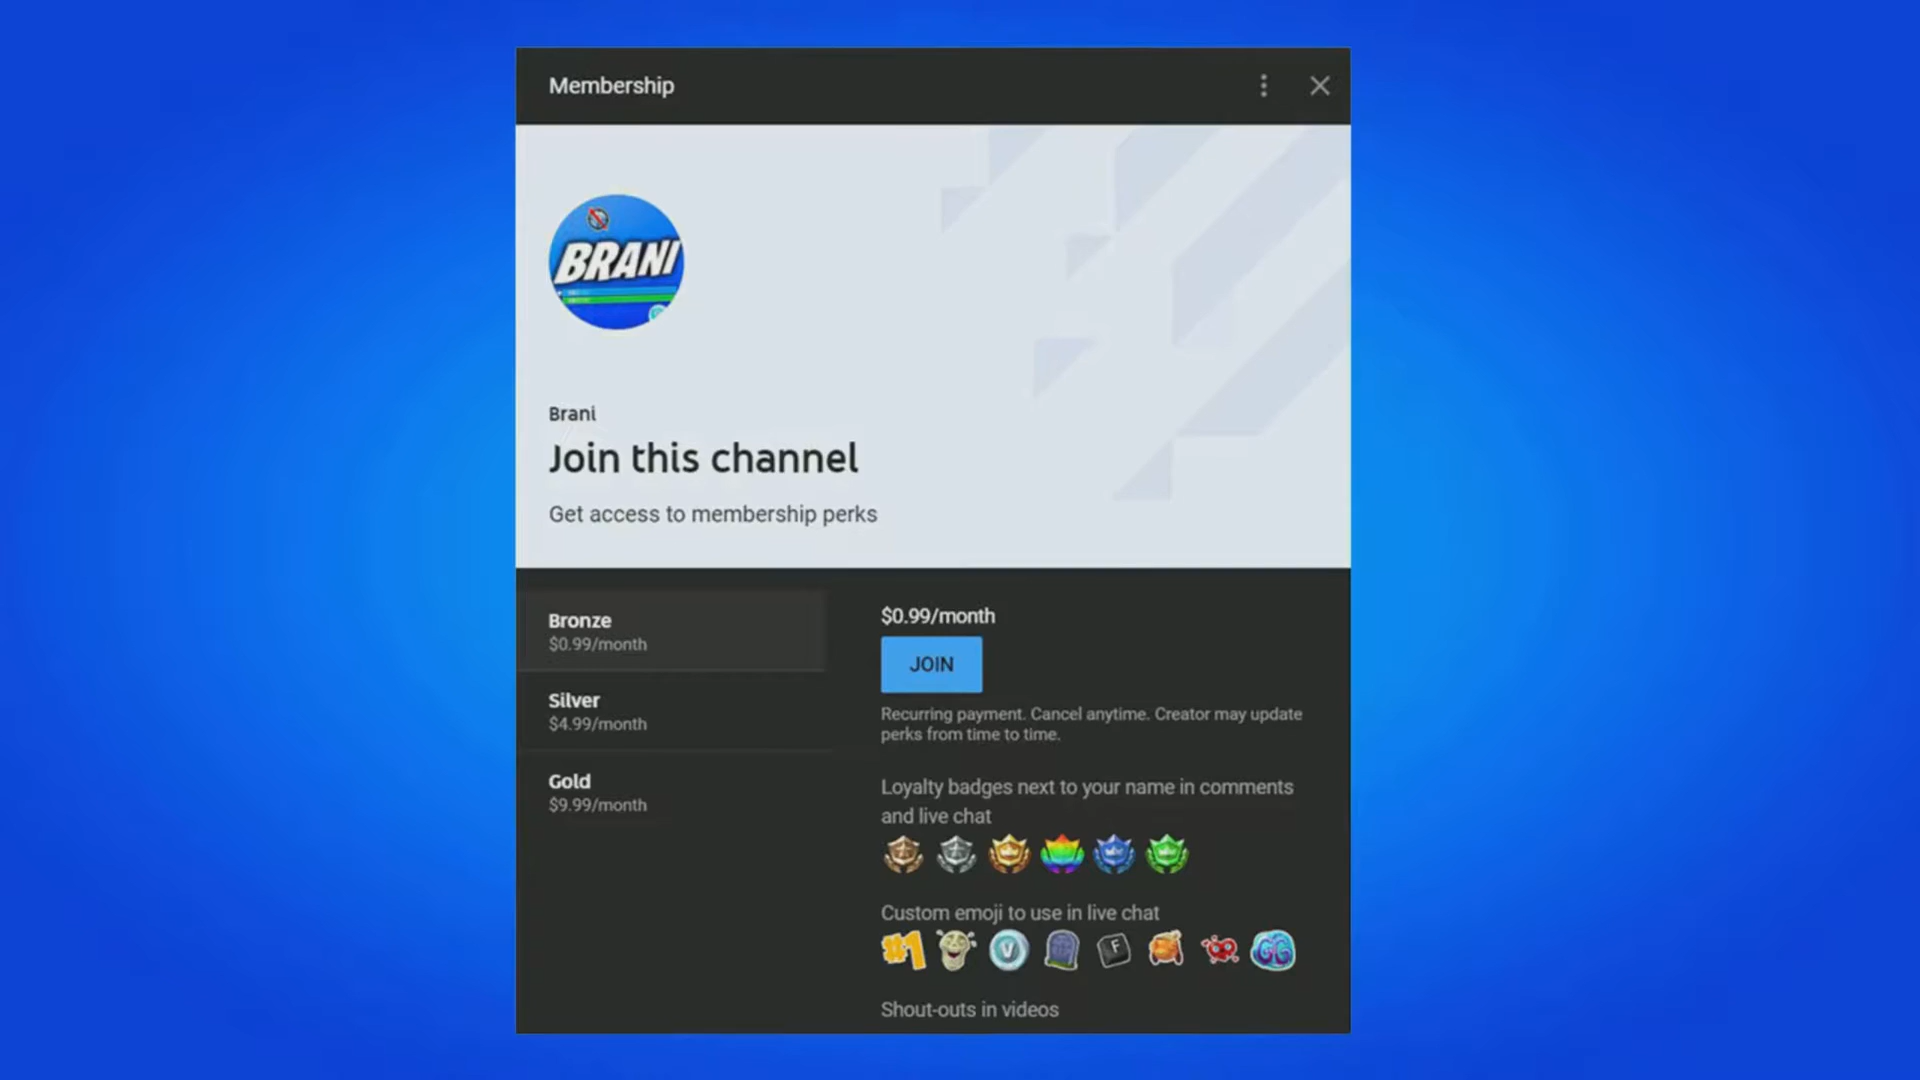 Membership
BRANI
Brani
Join this channel
Get access to membership perks
Bronze
$0.99/month
Silver
$4.99/month
Gold
$9.99/month
$0.99/month
JOIN
Recurring payment. Cancel anytime. Creator may update
perks from time to time.
Loyalty badges next to your name in comments
and live chat
Custom emoji to use in live chat
#1 V F GG
Shout-outs in videos